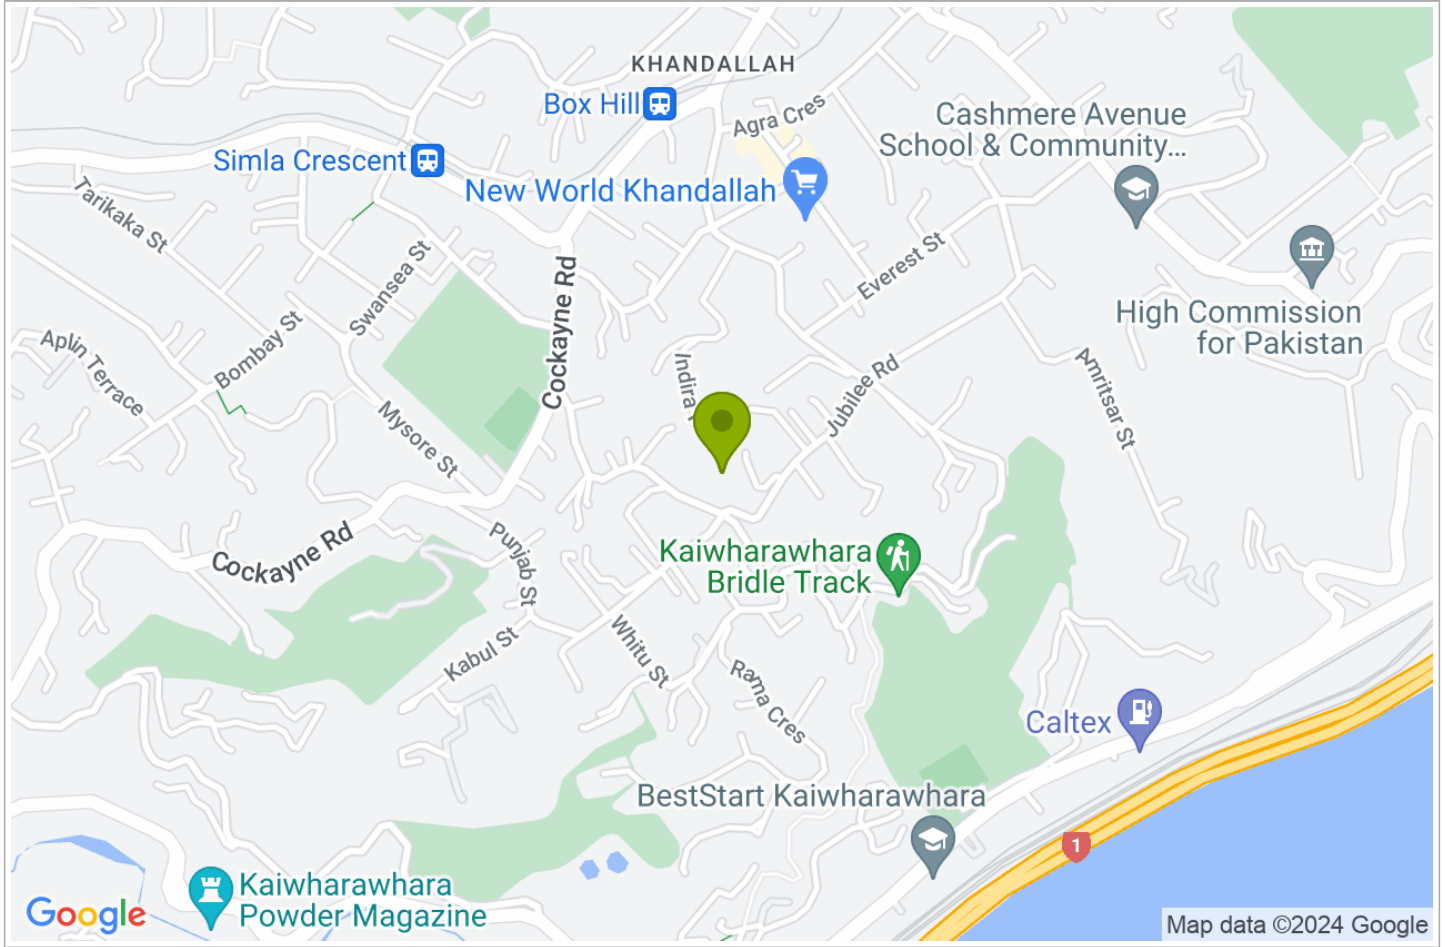 KHANDALLAH
Box Hill
Agra Cres
Cashmere Avenue
School & Community...
Simla Crescent
New World Khandallah
Tarikaka St
Swansea St
Everest St
Cockayne Rd
High Commission
for Pakistan
Bombay St
Aplin Terrace
Indira
Jubilee Rd
Amritsar St
Mysore St
Cockayne Rd
Punjab St
Kaiwharawhara
Bridle Track
Whitu St
Kabul St
Rama Cres
Caltex
BestStart Kaiwharawhara
1
Kaiwharawhara
Powder Magazine
Google
Map data ©2024 Google